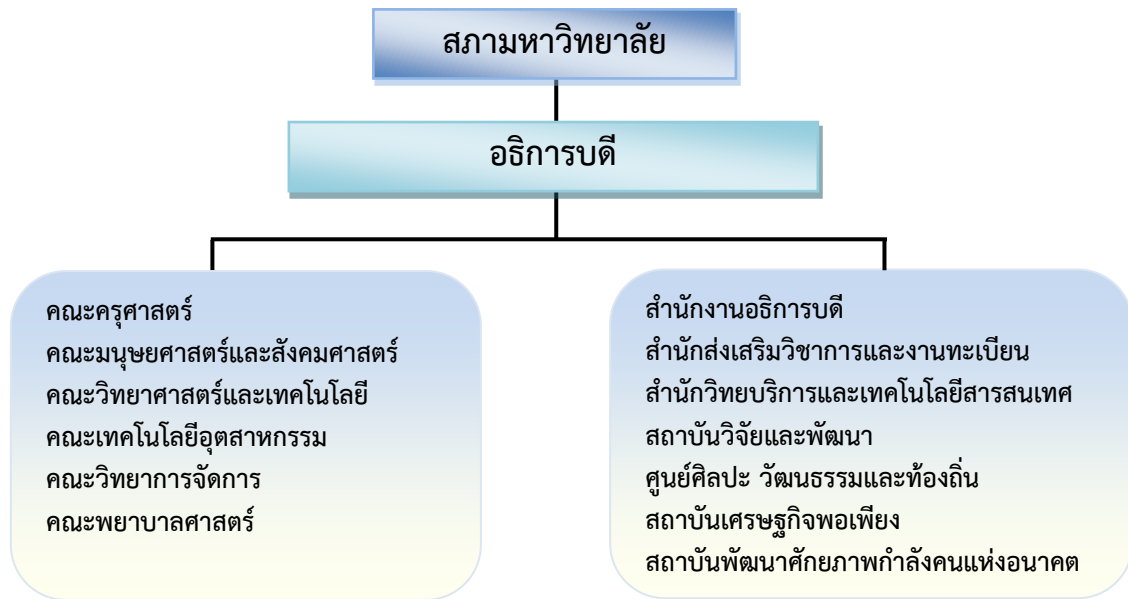 สภามหาวิทยาลัย
อธิการบดี
คณะครุศาสตร์
คณะมนุษยศาสตร์และสังคมศาสตร์
คณะวิทยาศาสตร์และเทคโนโลยี
คณะเทคโนโลยีอุตสาหกรรม
คณะวิทยาการจัดการ
คณะพยาบาลศาสตร์
สำนักงานอธิการบดี
สำนักส่งเสริมวิชาการและงานทะเบียน
สำนักวิทยบริการและเทคโนโลยีสารสนเทศ
สถาบันวิจัยและพัฒนา
ศูนย์ศิลปะ วัฒนธรรมและท้องถิ่น
สถาบันเศรษฐกิจพอเพียง
สถาบันพัฒนาศักยภาพกำลังคนแห่งอนาคต